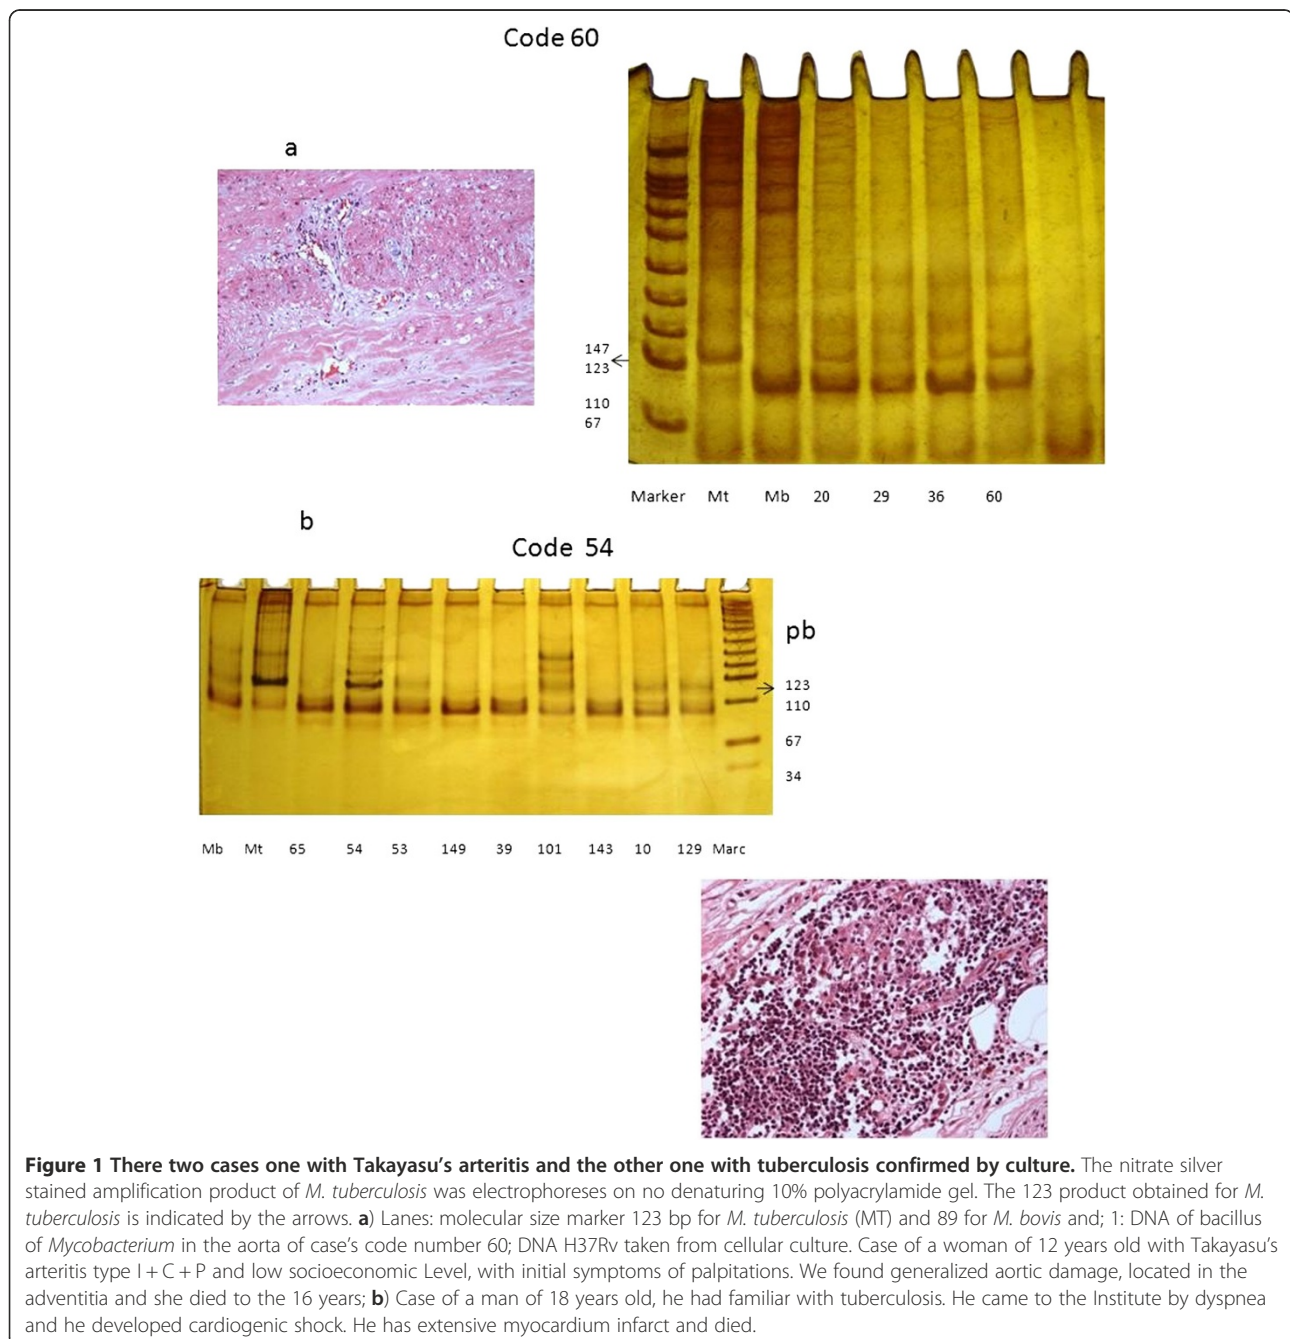 Code 60
a
147
123
110
67
Marker Mt Mb 20 29 36 60
b
Code 54
pb
123
110
67
34
Mb Mt 65 54 53 149 39 101 143 10 129 Marc
Figure 1 There two cases one with Takayasu's arteritis and the other one with tuberculosis confirmed by culture. The nitrate silver
stained amplification product of M. tuberculosis was electrophoreses on no denaturing 10% polyacrylamide gel. The 123 product obtained for M.
tuberculosis is indicated by the arrows. a) Lanes: molecular size marker 123 bp for M. tuberculosis (MT) and 89 for M. bovis and; 1: DNA of bacillus
of Mycobacterium in the aorta of case's code number 60; DNA H37Rv taken from cellular culture. Case of a woman of 12 years old with Takayasu's
arteritis type I + C + P and low socioeconomic Level, with initial symptoms of palpitations. We found generalized aortic damage, located in the
adventitia and she died to the 16 years; b) Case of a man of 18 years old, he had familiar with tuberculosis. He came to the Institute by dyspnea
and he developed cardiogenic shock. He has extensive myocardium infarct and died.